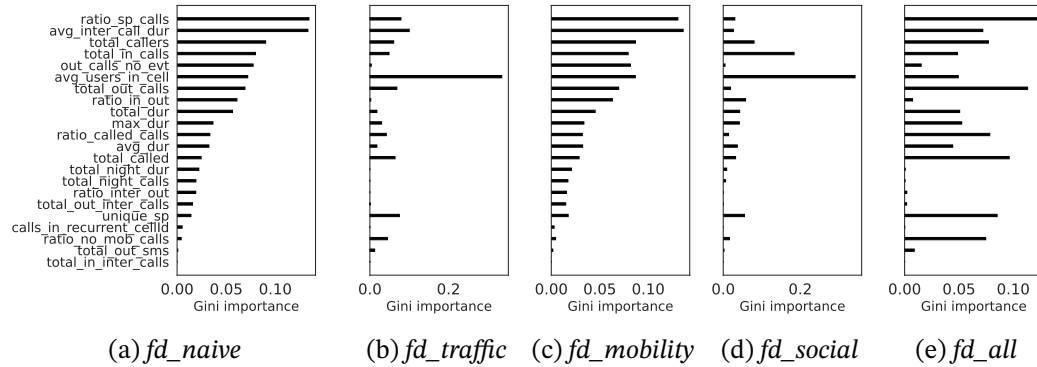 ratio_sp_calls
avg_inter_call_dur
total_callers
total_in_calls
out_calls_no_evt
avg_users_in_cell
total_out_calls
ratio_in_out
total_dur
max_dur
ratio_called_calls
avg_dur
total_called
total_night_dur
total_night_calls
ratio_inter_out
total_out_inter_calls
unique_sp
calls_in_recurrent_cellId
ratio_no_mob_calls
total_out_sms
total_in_inter_calls
0.00 0.05 0.10 0.0 0.2 0.00 0.05 0.10 0.0 0.2 0.00 0.05 0.10
Gini importance Gini importance Gini importance Gini importance Gini importance
(a) fd_naive (b) fd_traffic (c) fd_mobility (d) fd_social (e) fd_all